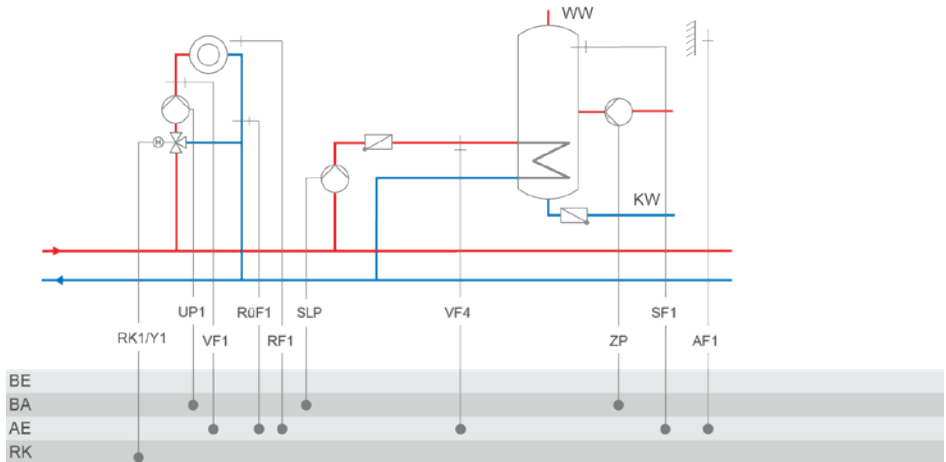 WW
KW
UP1 RüF1 SLP VF4 SF1
RK1/Y1 VF1 RF1 ZP AF1
BE
BA
AE
RK